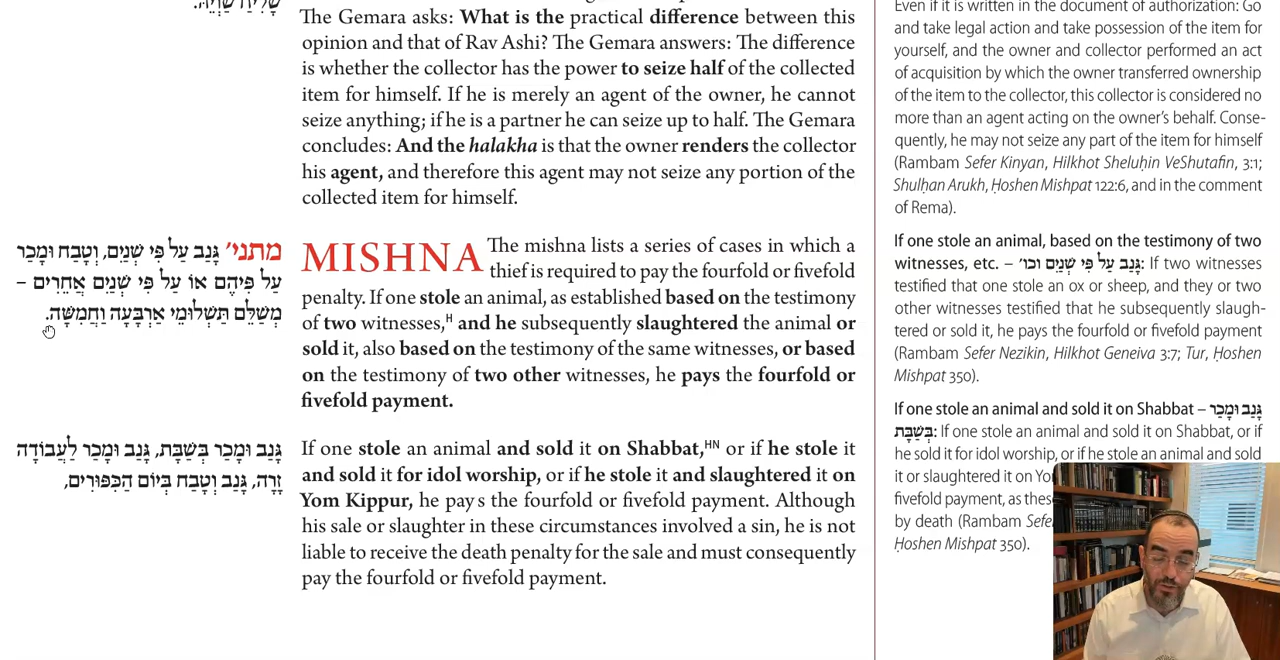 שָׁלִיחַ שַׁוְּיֵהּ.
The Gemara asks: What is the practical difference between this
opinion and that of Rav Ashi? The Gemara answers: The difference
is whether the collector has the power to seize half of the collected
item for himself. If he is merely an agent of the owner, he cannot
seize anything; if he is a partner he can seize up to half. The Gemara
concludes: And the halakha is that the owner renders the collector
his agent, and therefore this agent may not seize any portion of the
collected item for himself.
מתני׳ גָּנַב עַל פִּי שְׁנַיִם, וְטָבַח וּמָכַר
עַל פִּיהֶם אוֹ עַל פִּי שְׁנַיִם אֲחֵרִים –
מְשַׁלֵּם תַּשְׁלוּמֵי אַרְבָּעָה וַחֲמִשָּׁה.
MISHNA The mishna lists a series of cases in which a
thief is required to pay the fourfold or fivefold
penalty. If one stole an animal, as established based on the testimony
of two witnesses,H and he subsequently slaughtered the animal or
sold it, also based on the testimony of the same witnesses, or based
on the testimony of two other witnesses, he pays the fourfold or
fivefold payment.
גָּנַב וּמָכַר בְּשַׁבָּת, גָּנַב וּמָכַר לַעֲבוֹדָה
זָרָה, גָּנַב וְטָבַח בְּיוֹם הַכִּפּוּרִים,
If one stole an animal and sold it on Shabbat,HN or if he stole it
and sold it for idol worship, or if he stole it and slaughtered it on
Yom Kippur, he pays the fourfold or fivefold payment. Although
his sale or slaughter in these circumstances involved a sin, he is not
liable to receive the death penalty for the sale and must consequently
pay the fourfold or fivefold payment.
Even if it is written in the document of authorization: Go
and take legal action and take possession of the item for
yourself, and the owner and collector performed an act
of acquisition by which the owner transferred ownership
of the item to the collector, this collector is considered no
more than an agent acting on the owner's behalf. Conse-
quently, he may not seize any part of the item for himself
(Rambam Sefer Kinyan, Hilkhot Sheluḥin VeShutafin, 3:1;
Shulḥan Arukh, Ḥoshen Mishpat 122:6, and in the comment
of Rema).
If one stole an animal, based on the testimony of two
witnesses, etc. – גָּנַב עַל פִּי שְׁנַיִם וכו׳: If two witnesses
testified that one stole an ox or sheep, and they or two
other witnesses testified that he subsequently slaugh-
tered or sold it, he pays the fourfold or fivefold payment
(Rambam Sefer Nezikin, Hilkhot Geneiva 3:7; Tur, Ḥoshen
Mishpat 350).
If one stole an animal and sold it on Shabbat – גָּנַב וּמָכַר
בְּשַׁבָּת: If one stole an animal and sold it on Shabbat, or if
he sold it for idol worship, or if he stole an animal and sold
it or slaughtered it on Yo
fivefold payment, as thes
by death (Rambam Sefe
Ḥoshen Mishpat 350).